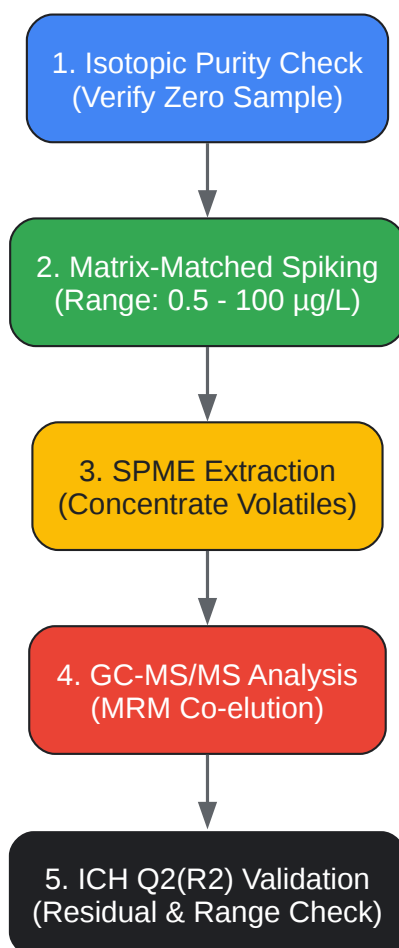 1. Isotopic Purity Check
(Verify Zero Sample)
2. Matrix-Matched Spiking
(Range: 0.5 - 100 µg/L)
3. SPME Extraction
(Concentrate Volatiles)
4. GC-MS/MS Analysis
(MRM Co-elution)
5. ICH Q2(R2) Validation
(Residual & Range Check)